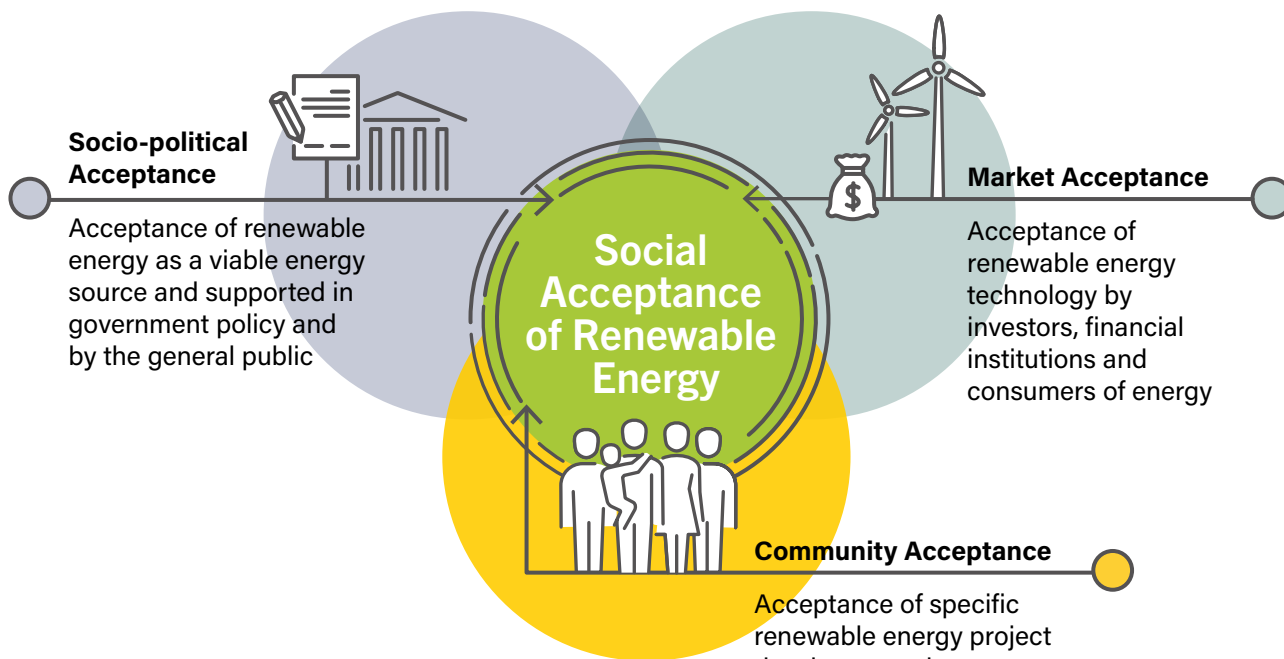 Socio-political
Acceptance
Acceptance of renewable
energy as a viable energy
source and supported in
government policy and
by the general public
Social
Acceptance
of Renewable
Energy
$
Market Acceptance
Acceptance of
renewable energy
technology by
investors, financial
institutions and
consumers of energy
Community Acceptance
Acceptance of specific
renewable energy project